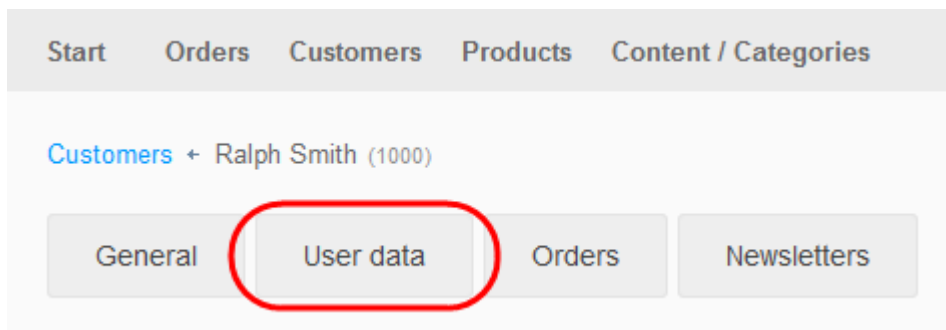 Start Orders Customers Products Content / Categories
Customers ← Ralph Smith (1000)
General User data Orders Newsletters